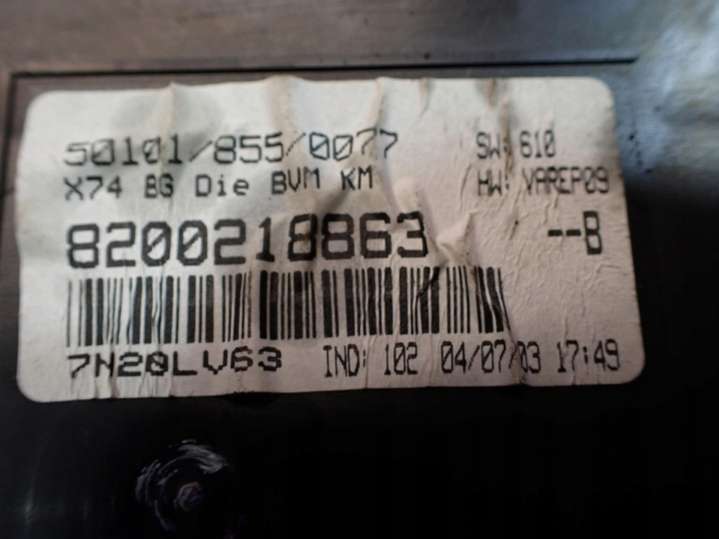 50101/855/0077 SW: 610
X74 BG Die BVM KM HW: VAREP09
8200218863 --B
7N20LV63 IND: 102 04/07/03 17:49